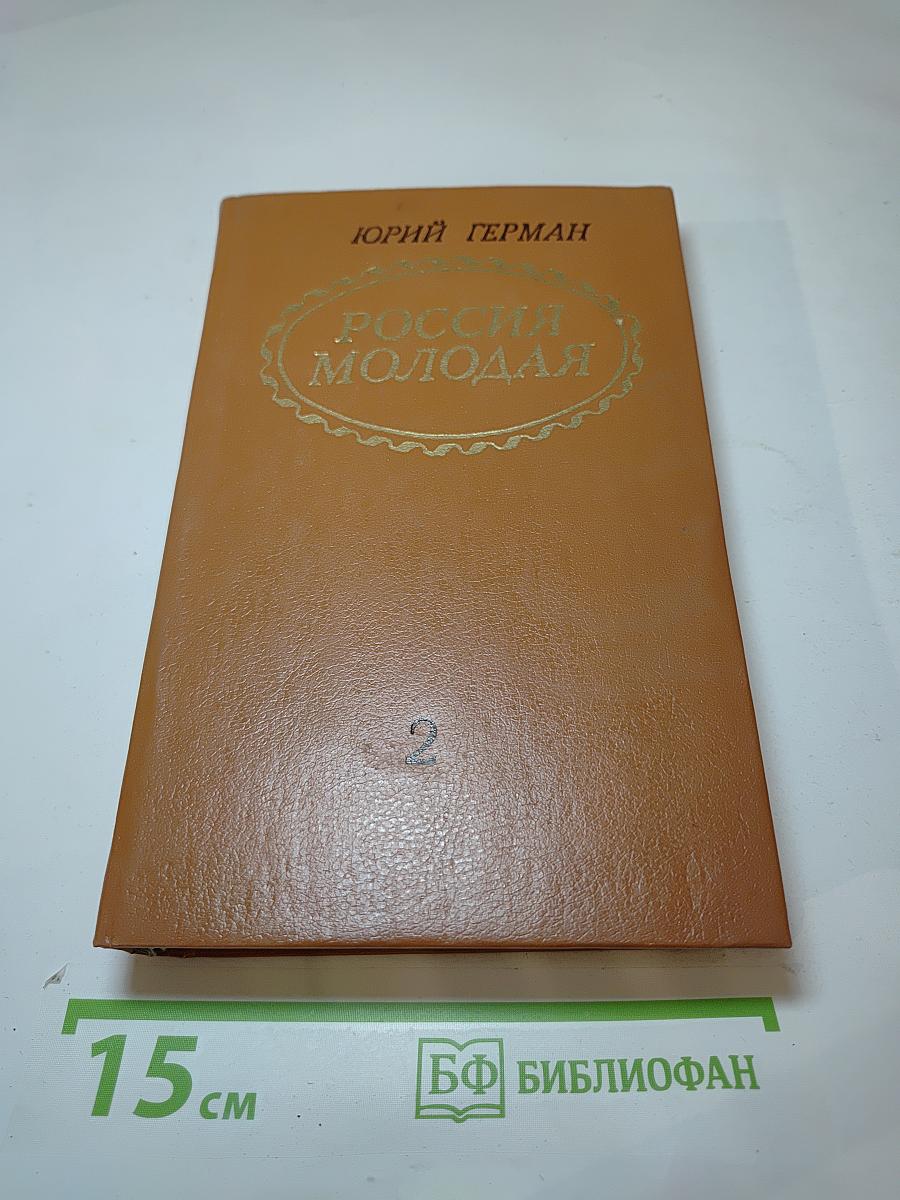 ЮРИЙ ГЕРМАН
РОССИЯ
МОЛОДАЯ
2
15 см
БФ БИБЛИОФАН